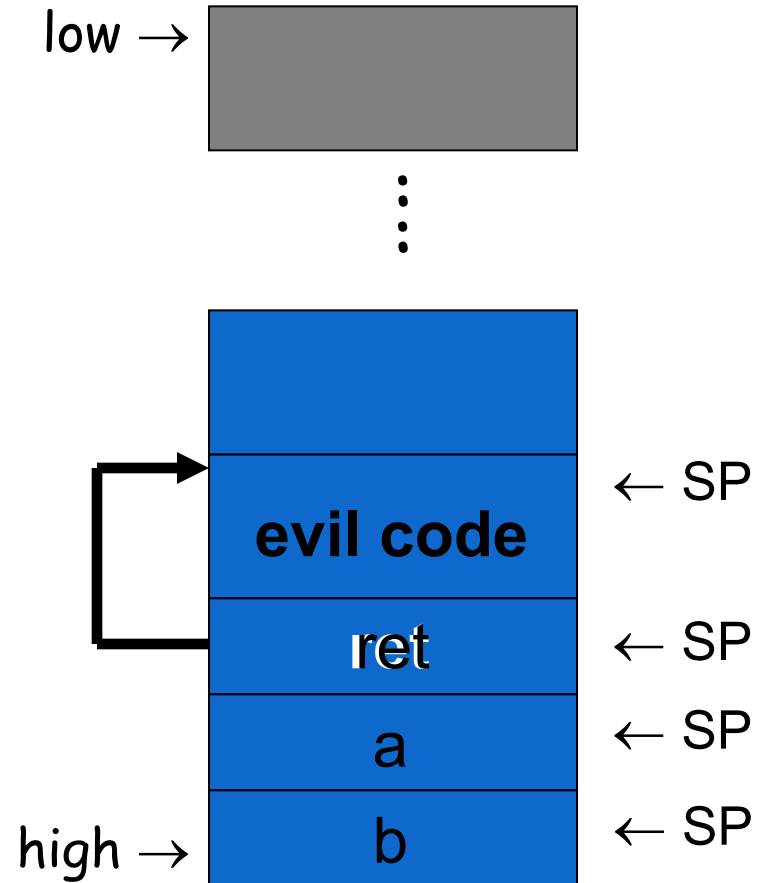 low →
← SP
evil code
ret
← SP
a
← SP
high →
b
← SP